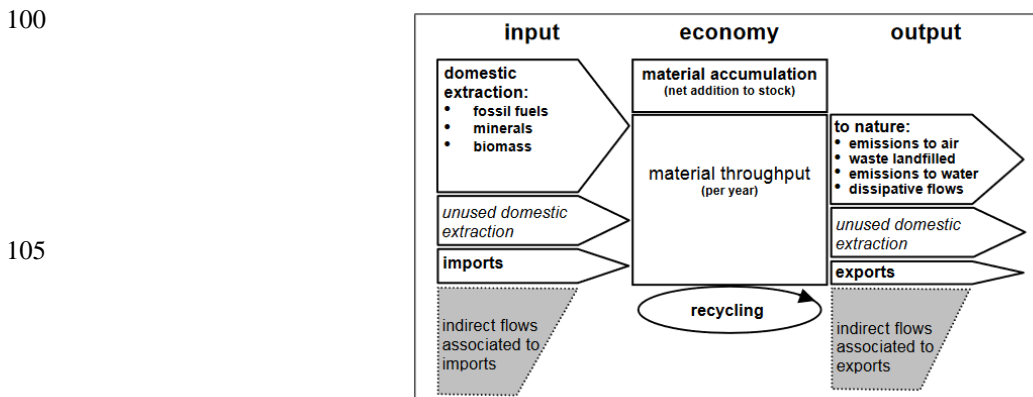 100
input economy output
domestic
extraction:
• fossil fuels
• minerals
• biomass
unused domestic
extraction
105
imports
indirect flows
associated to
imports
material accumulation
(net addition to stock)
material throughput
(per year)
recycling
to nature:
• emissions to air
• waste landfilled
• emissions to water
• dissipative flows
unused domestic
extraction
exports
indirect flows
associated to
exports